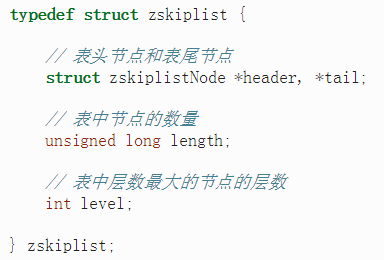 typedef struct zskiplist {
// 表头节点和表尾节点
struct zskiplistNode *header, *tail;
// 表中节点的数量
unsigned long length;
// 表中层数最大的节点的层数
int level;
} zskiplist;